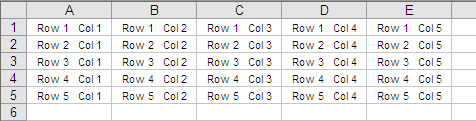 A B C D E
1 Row 1 Col 1 Row 1 Col 2 Row 1 Col 3 Row 1 Col 4 Row 1 Col 5
2 Row 2 Col 1 Row 2 Col 2 Row 2 Col 3 Row 2 Col 4 Row 2 Col 5
3 Row 3 Col 1 Row 3 Col 2 Row 3 Col 3 Row 3 Col 4 Row 3 Col 5
4 Row 4 Col 1 Row 4 Col 2 Row 4 Col 3 Row 4 Col 4 Row 4 Col 5
5 Row 5 Col 1 Row 5 Col 2 Row 5 Col 3 Row 5 Col 4 Row 5 Col 5
6